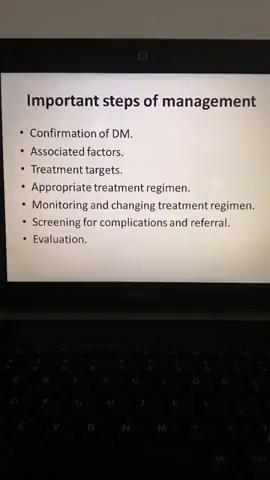 Important steps of management
• Confirmation of DM.
• Associated factors.
• Treatment targets.
• Appropriate treatment regimen.
• Monitoring and changing treatment regimen.
• Screening for complications and referral.
• Evaluation.